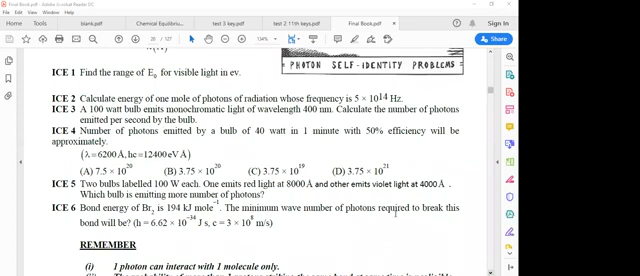 Final Book.pdf - Adobe Acrobat Reader DC
File Edit View Window Help
Home Tools blank.pdf Chemical Equilibriu... test 3 key.pdf test 2 11th keys.pdf Final Book.pdf × Sign In
26 / 127 134%
PHOTON SELF-IDENTITY PROBLEMS
ICE 1 Find the range of E₀ for visible light in ev.
ICE 2 Calculate energy of one mole of photons of radiation whose frequency is 5 × 10¹⁴ Hz.
ICE 3 A 100 watt bulb emits monochromatic light of wavelength 400 nm. Calculate the number of photons
emitted per second by the bulb.
ICE 4 Number of photons emitted by a bulb of 40 watt in 1 minute with 50% efficiency will be
approximately.
(λ=6200 Å, hc=12400 eV Å)
(A) 7.5 × 10²⁰ (B) 3.75 × 10²⁰ (C) 3.75 × 10¹⁹ (D) 3.75 × 10²¹
ICE 5 Two bulbs labelled 100 W each. One emits red light at 8000 Å and other emits violet light at 4000 Å .
Which bulb is emitting more number of photons?
ICE 6 Bond energy of Br₂ is 194 kJ mole⁻¹. The minimum wave number of photons required to break this
bond will be? (h = 6.62 × 10⁻³⁴ J s, c = 3 × 10⁸ m/s)
REMEMBER
(i) 1 photon can interact with 1 molecule only.